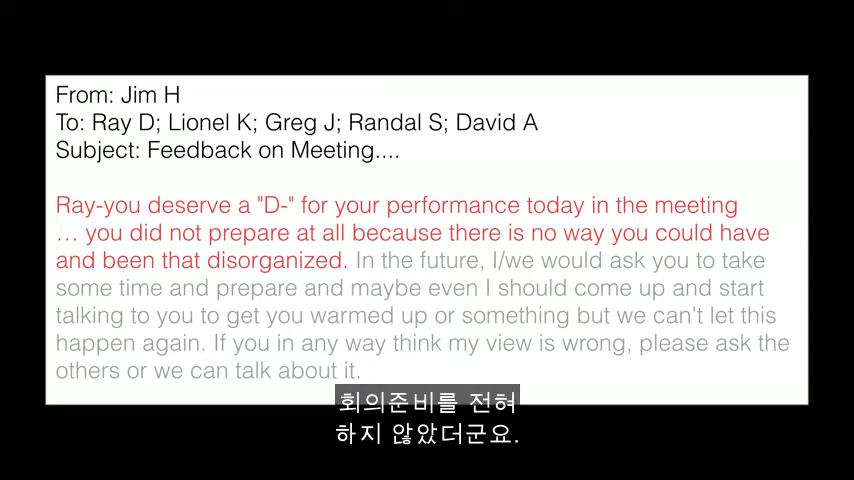 From: Jim H
To: Ray D; Lionel K; Greg J; Randal S; David A
Subject: Feedback on Meeting....
Ray-you deserve a "D-" for your performance today in the meeting
… you did not prepare at all because there is no way you could have
and been that disorganized. In the future, I/we would ask you to take
some time and prepare and maybe even I should come up and start
talking to you to get you warmed up or something but we can't let this
happen again. If you in any way think my view is wrong, please ask the
others or we can talk about it.
회의준비를 전혀
하지 않았더군요.